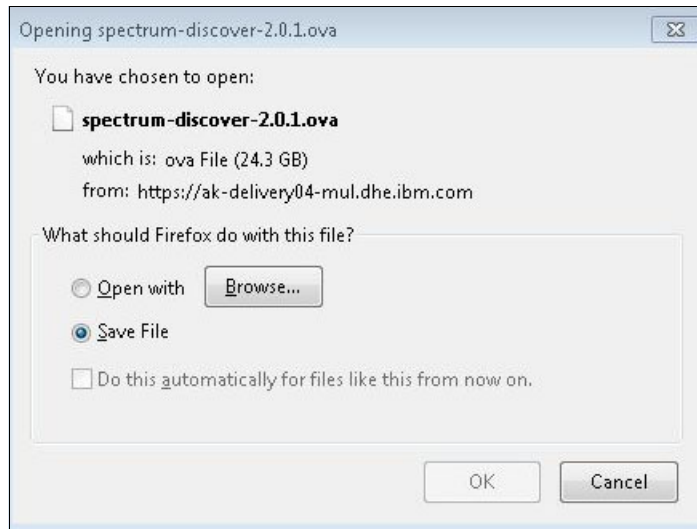 Opening spectrum-discover-2.0.1.ova
You have chosen to open:
spectrum-discover-2.0.1.ova
which is: ova File (24.3 GB)
from: https://ak-delivery04-mul.dhe.ibm.com
What should Firefox do with this file?
Open with Browse...
Save File
Do this automatically for files like this from now on.
OK Cancel